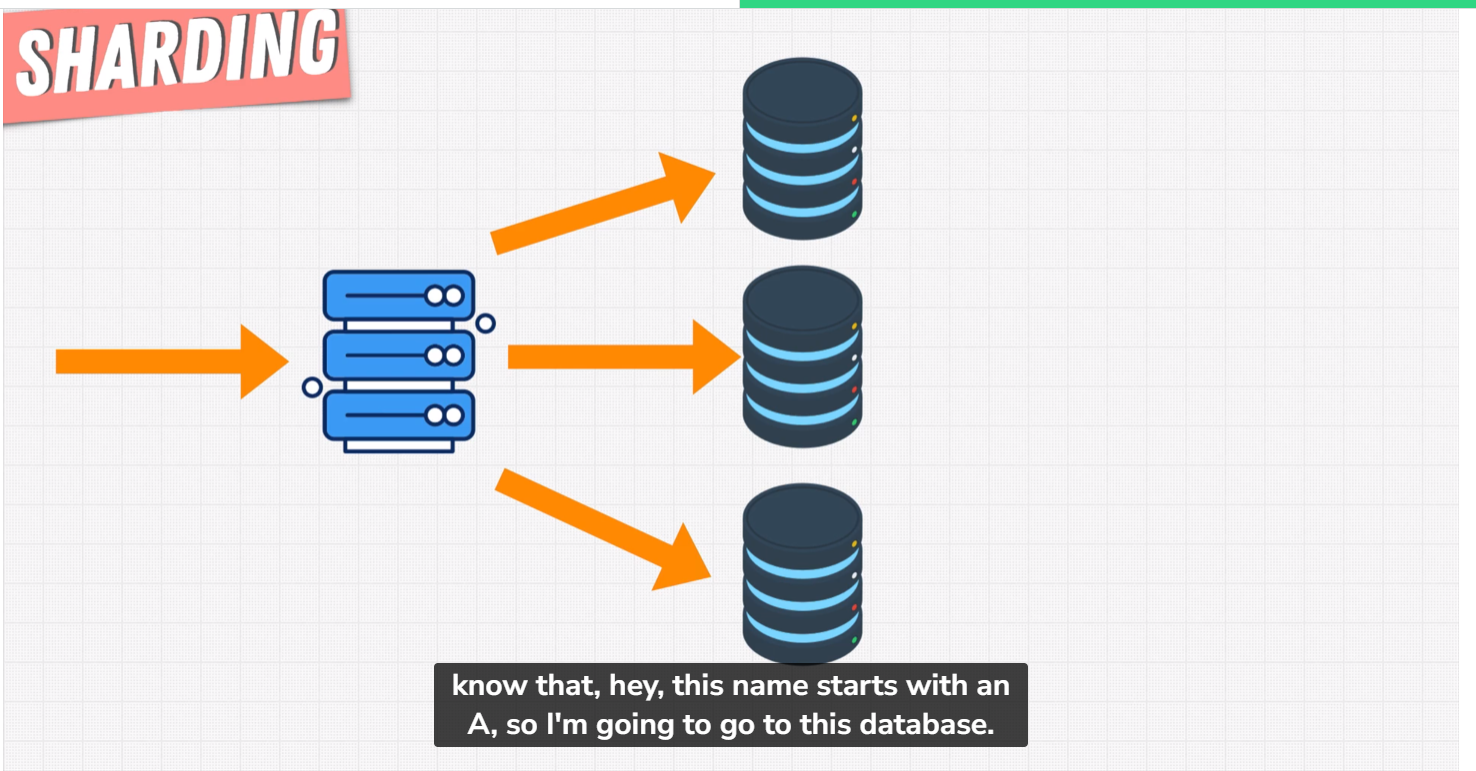 SHARDING
know that, hey, this name starts with an
A, so I'm going to go to this database.